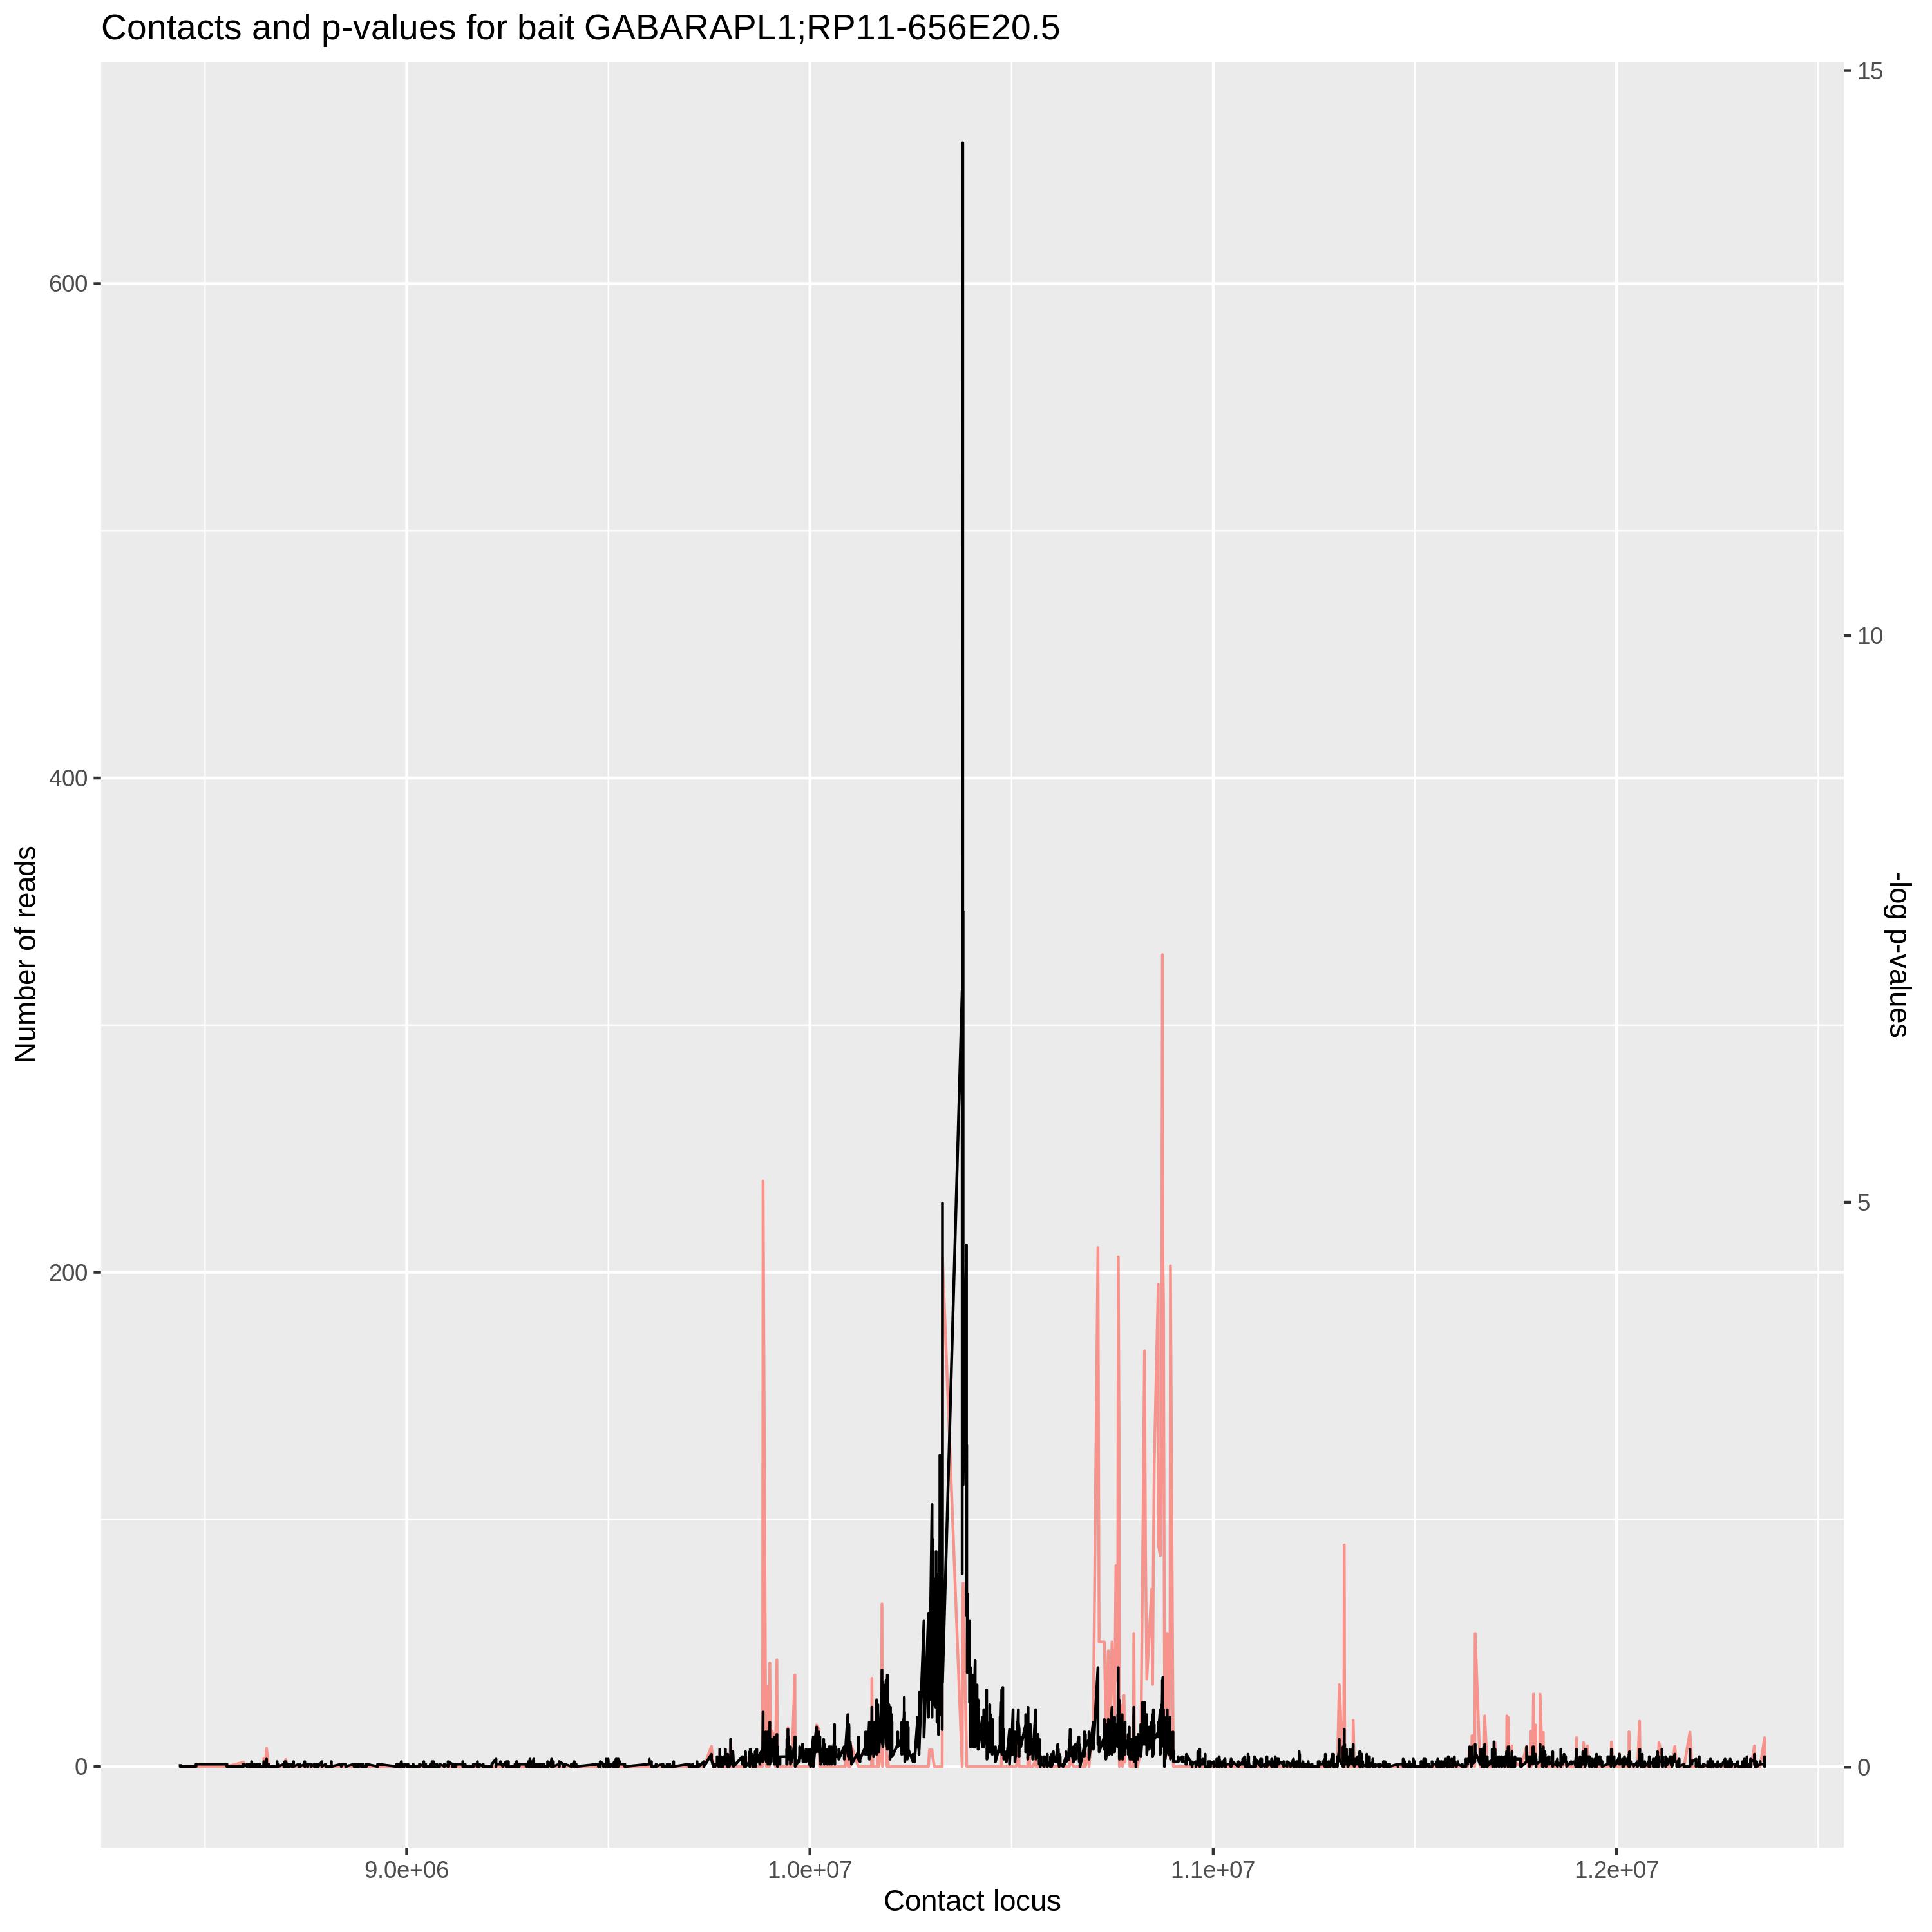 Contacts and p-values for bait GABARAPL1;RP11-656E20.5
15
600
10
400
Number of reads
-log p-values
5
200
0
0
9.0e+06
1.0e+07
1.1e+07
1.2e+07
Contact locus